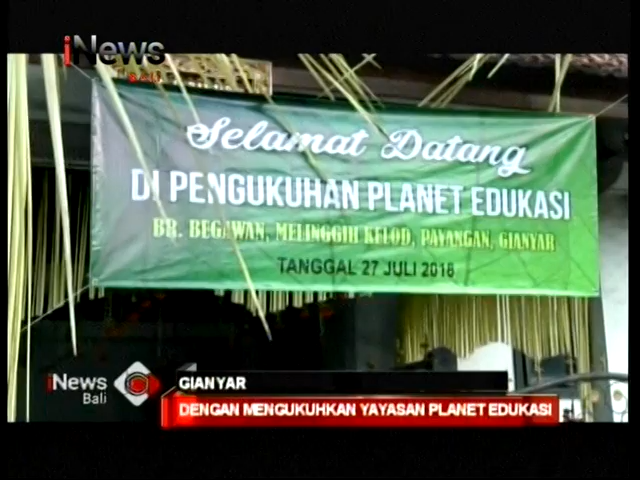 iNews
BALI
Selamat Datang
DI PENGUKUHAN PLANET EDUKASI
BR. BEGAWAN, MELINGGIH KELOD, PAYANGAN, GIANYAR
TANGGAL 27 JULI 2018
iNews
Bali
GIANYAR
DENGAN MENGUKUHKAN YAYASAN PLANET EDUKASI